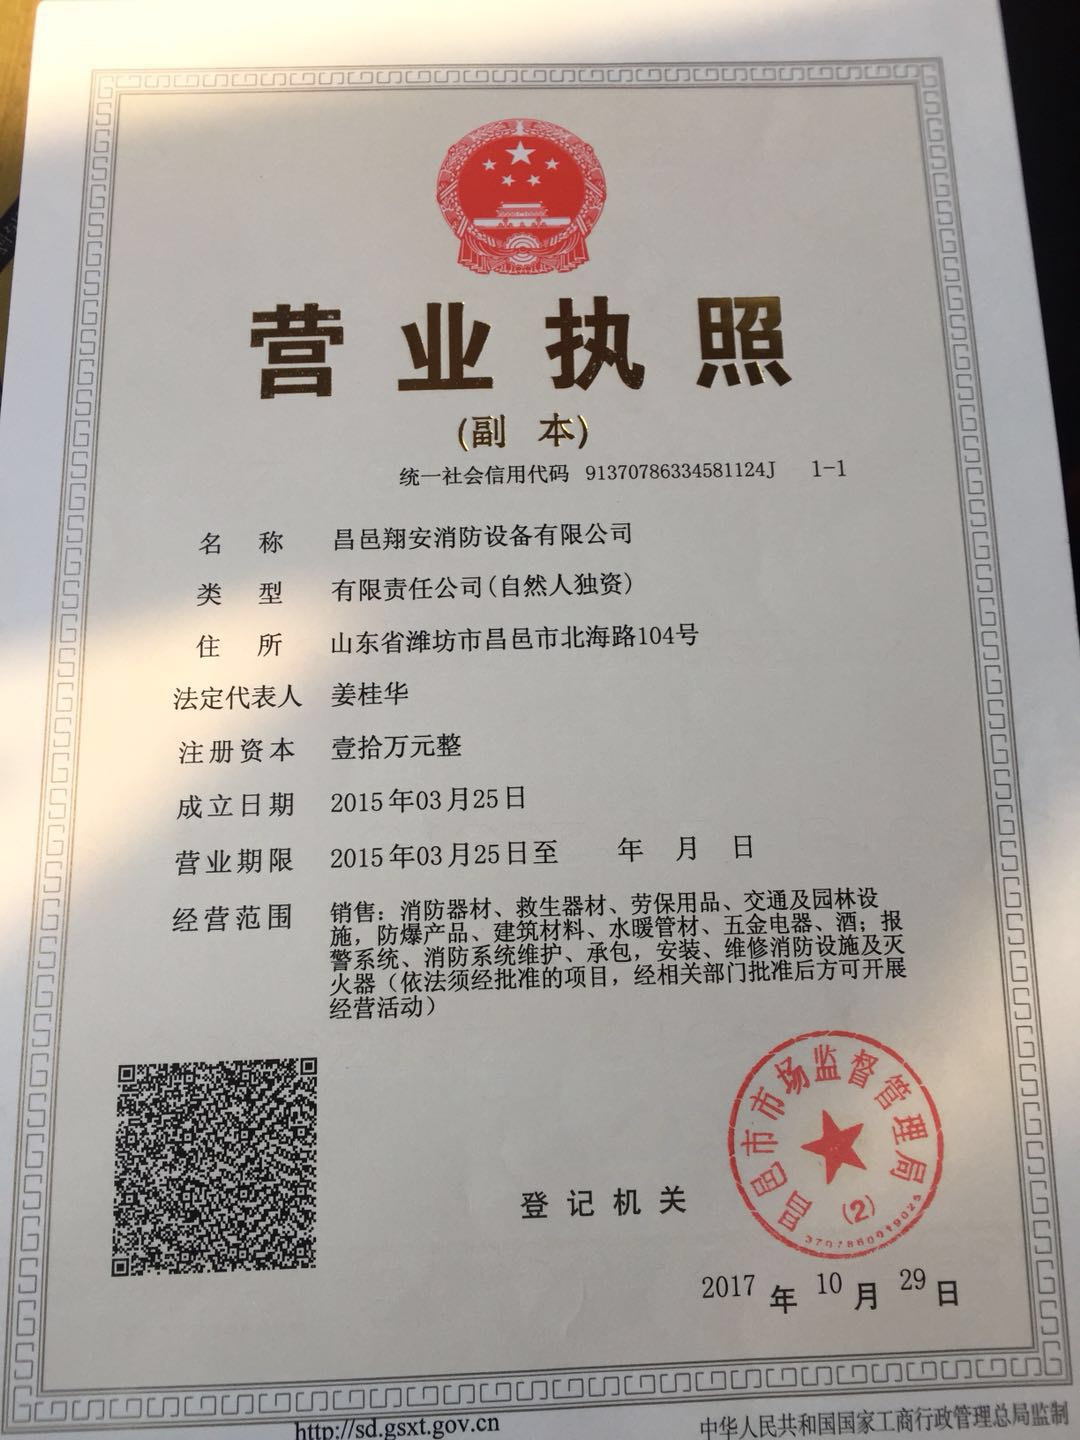 营业执照
(副 本)
统一社会信用代码 91370786334581124J 1-1
名 称 昌邑翔安消防设备有限公司
类 型 有限责任公司(自然人独资)
住 所 山东省潍坊市昌邑市北海路104号
法定代表人 姜桂华
注册资本 壹拾万元整
成立日期 2015年03月25日
营业期限 2015年03月25日至 年 月 日
经营范围 销售：消防器材、救生器材、劳保用品、交通及园林设
施，防爆产品、建筑材料、水暖管材、五金电器、酒；报
警系统、消防系统维护、承包，安装、维修消防设施及灭
火器（依法须经批准的项目，经相关部门批准后方可开展
经营活动）
昌邑市市场监督管理局
(2)
3707860019025
登记机关
2017 年 10 月 29 日
http://sd.gsxt.gov.cn
中华人民共和国国家工商行政管理总局监制